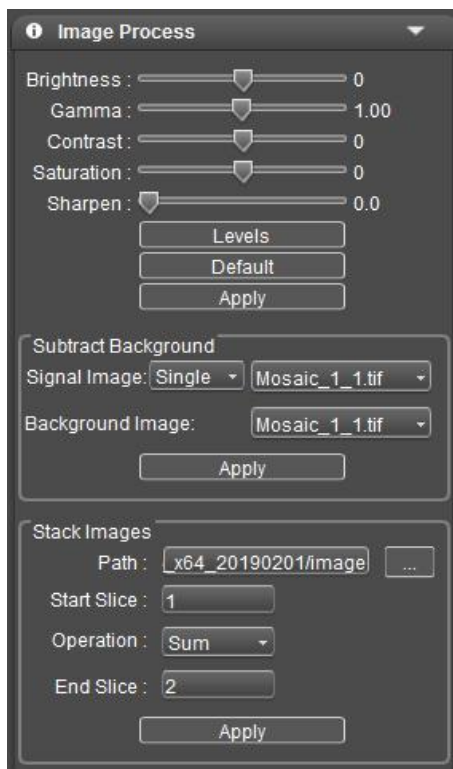 Image Process
Brightness : 0
Gamma : 1.00
Contrast : 0
Saturation : 0
Sharpen : 0.0
Levels
Default
Apply
Subtract Background
Signal Image: Single Mosaic_1_1.tif
Background Image: Mosaic_1_1.tif
Apply
Stack Images
Path : _x64_20190201/image ...
Start Slice : 1
Operation : Sum
End Slice : 2
Apply